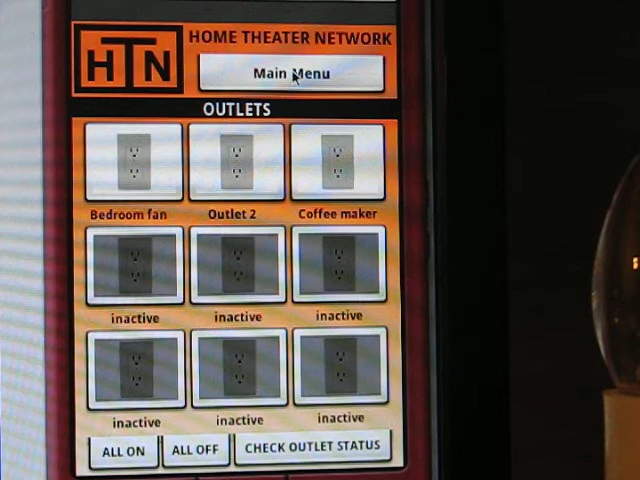 HTN
HOME THEATER NETWORK
Main Menu
OUTLETS
Bedroom fan
Outlet 2
Coffee maker
inactive
inactive
inactive
inactive
inactive
inactive
ALL ON
ALL OFF
CHECK OUTLET STATUS